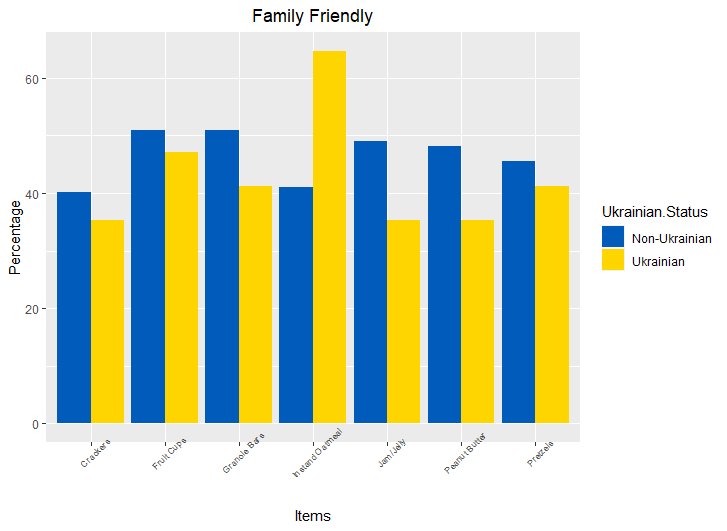 Family Friendly
Percentage
60
40
20
0
Crackers
Fruit Cups
Granola Bars
Instand Oatmeal
Jam/Jelly
Peanut Butter
Pretzels
Items
Ukrainian.Status
Non-Ukrainian
Ukrainian